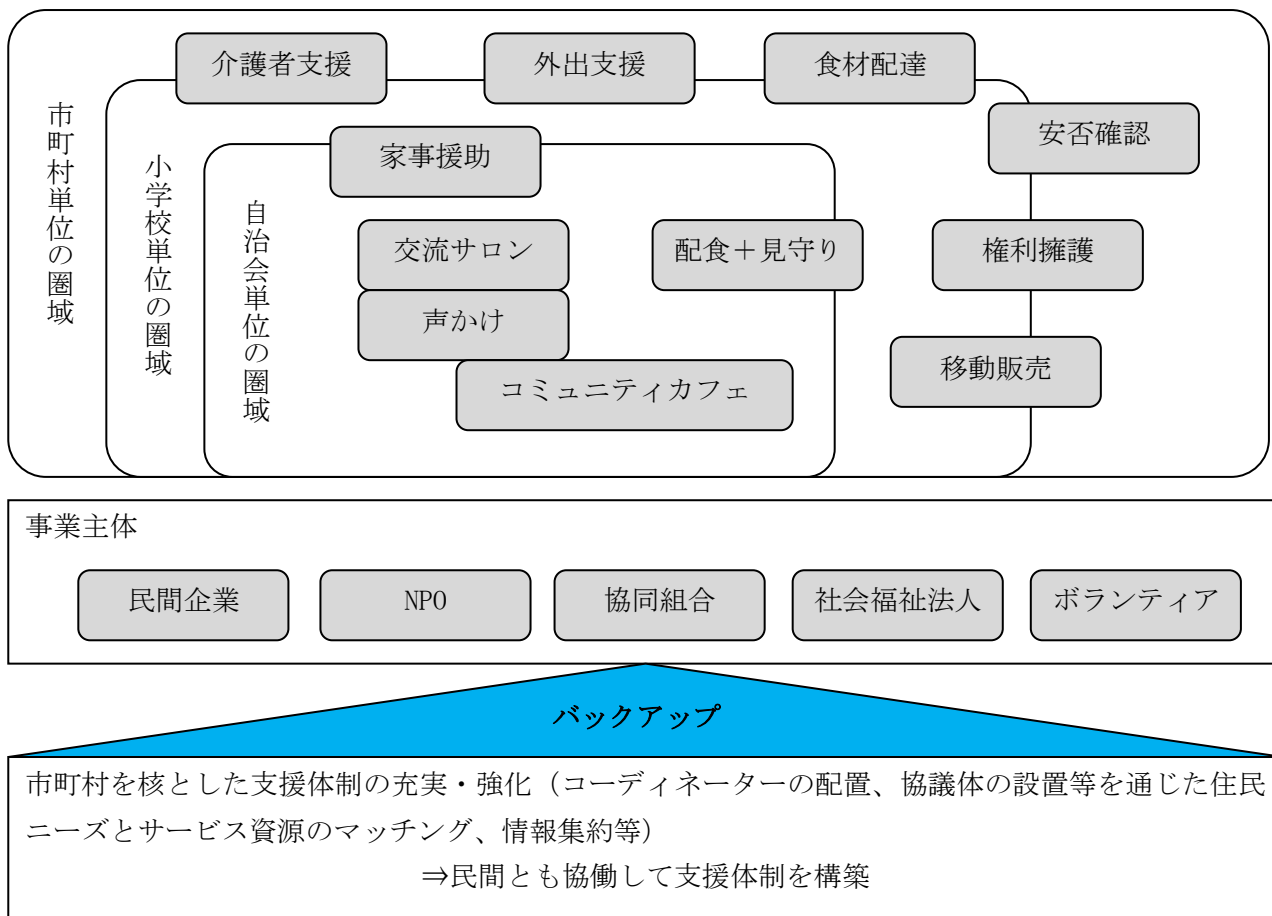 介護者支援
外出支援
食材配達
市町村単位の圏域
小学校単位の圏域
自治会単位の圏域
家事援助
安否確認
交流サロン
配食＋見守り
権利擁護
声かけ
移動販売
コミュニティカフェ
事業主体
民間企業
NPO
協同組合
社会福祉法人
ボランティア
バックアップ
市町村を核とした支援体制の充実・強化（コーディネーターの配置、協議体の設置等を通じた住民
ニーズとサービス資源のマッチング、情報集約等）
⇒民間とも協働して支援体制を構築